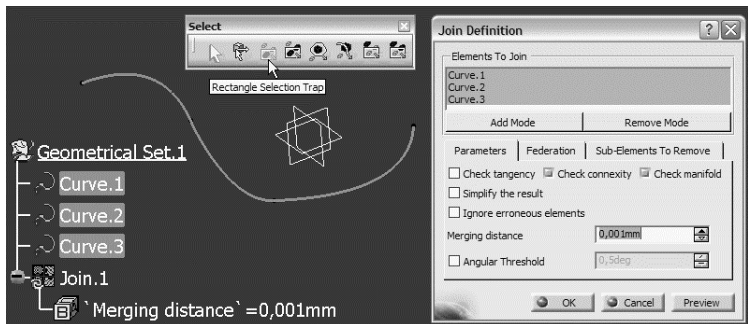 Select
Rectangle Selection Trap
Geometrical Set.1
Curve.1
Curve.2
Curve.3
Join.1
`Merging distance`=0,001mm
Join Definition
Elements To Join
Curve.1
Curve.2
Curve.3
Add Mode Remove Mode
Parameters Federation Sub-Elements To Remove
Check tangency Check connexity Check manifold
Simplify the result
Ignore erroneous elements
Merging distance 0,001mm
Angular Threshold 0,5deg
OK Cancel Preview